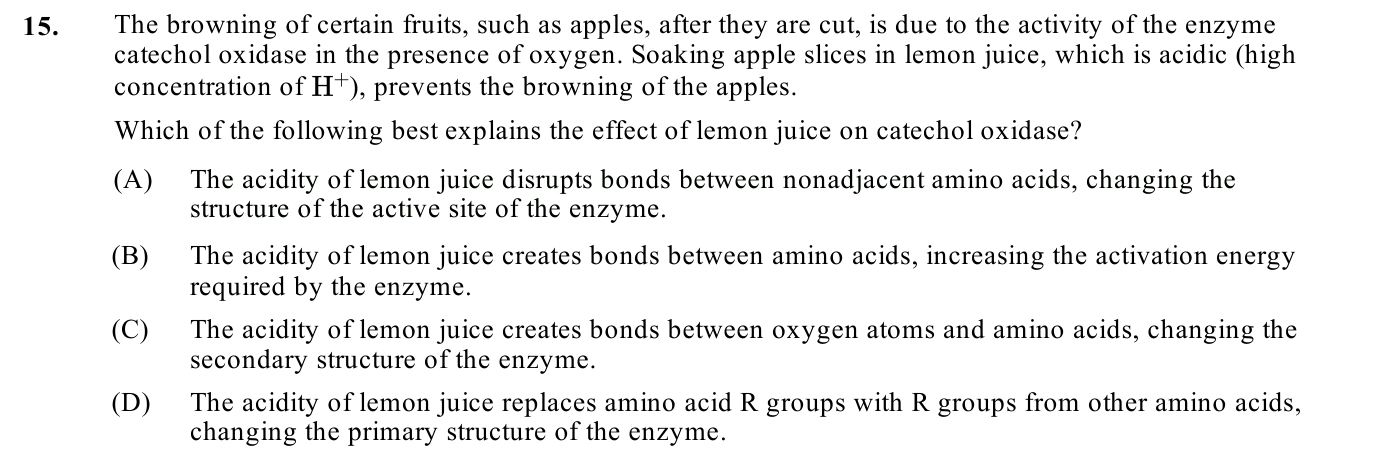 15. The browning of certain fruits, such as apples, after they are cut, is due to the activity of the enzyme
catechol oxidase in the presence of oxygen. Soaking apple slices in lemon juice, which is acidic (high
concentration of H⁺), prevents the browning of the apples.
Which of the following best explains the effect of lemon juice on catechol oxidase?
(A) The acidity of lemon juice disrupts bonds between nonadjacent amino acids, changing the
structure of the active site of the enzyme.
(B) The acidity of lemon juice creates bonds between amino acids, increasing the activation energy
required by the enzyme.
(C) The acidity of lemon juice creates bonds between oxygen atoms and amino acids, changing the
secondary structure of the enzyme.
(D) The acidity of lemon juice replaces amino acid R groups with R groups from other amino acids,
changing the primary structure of the enzyme.